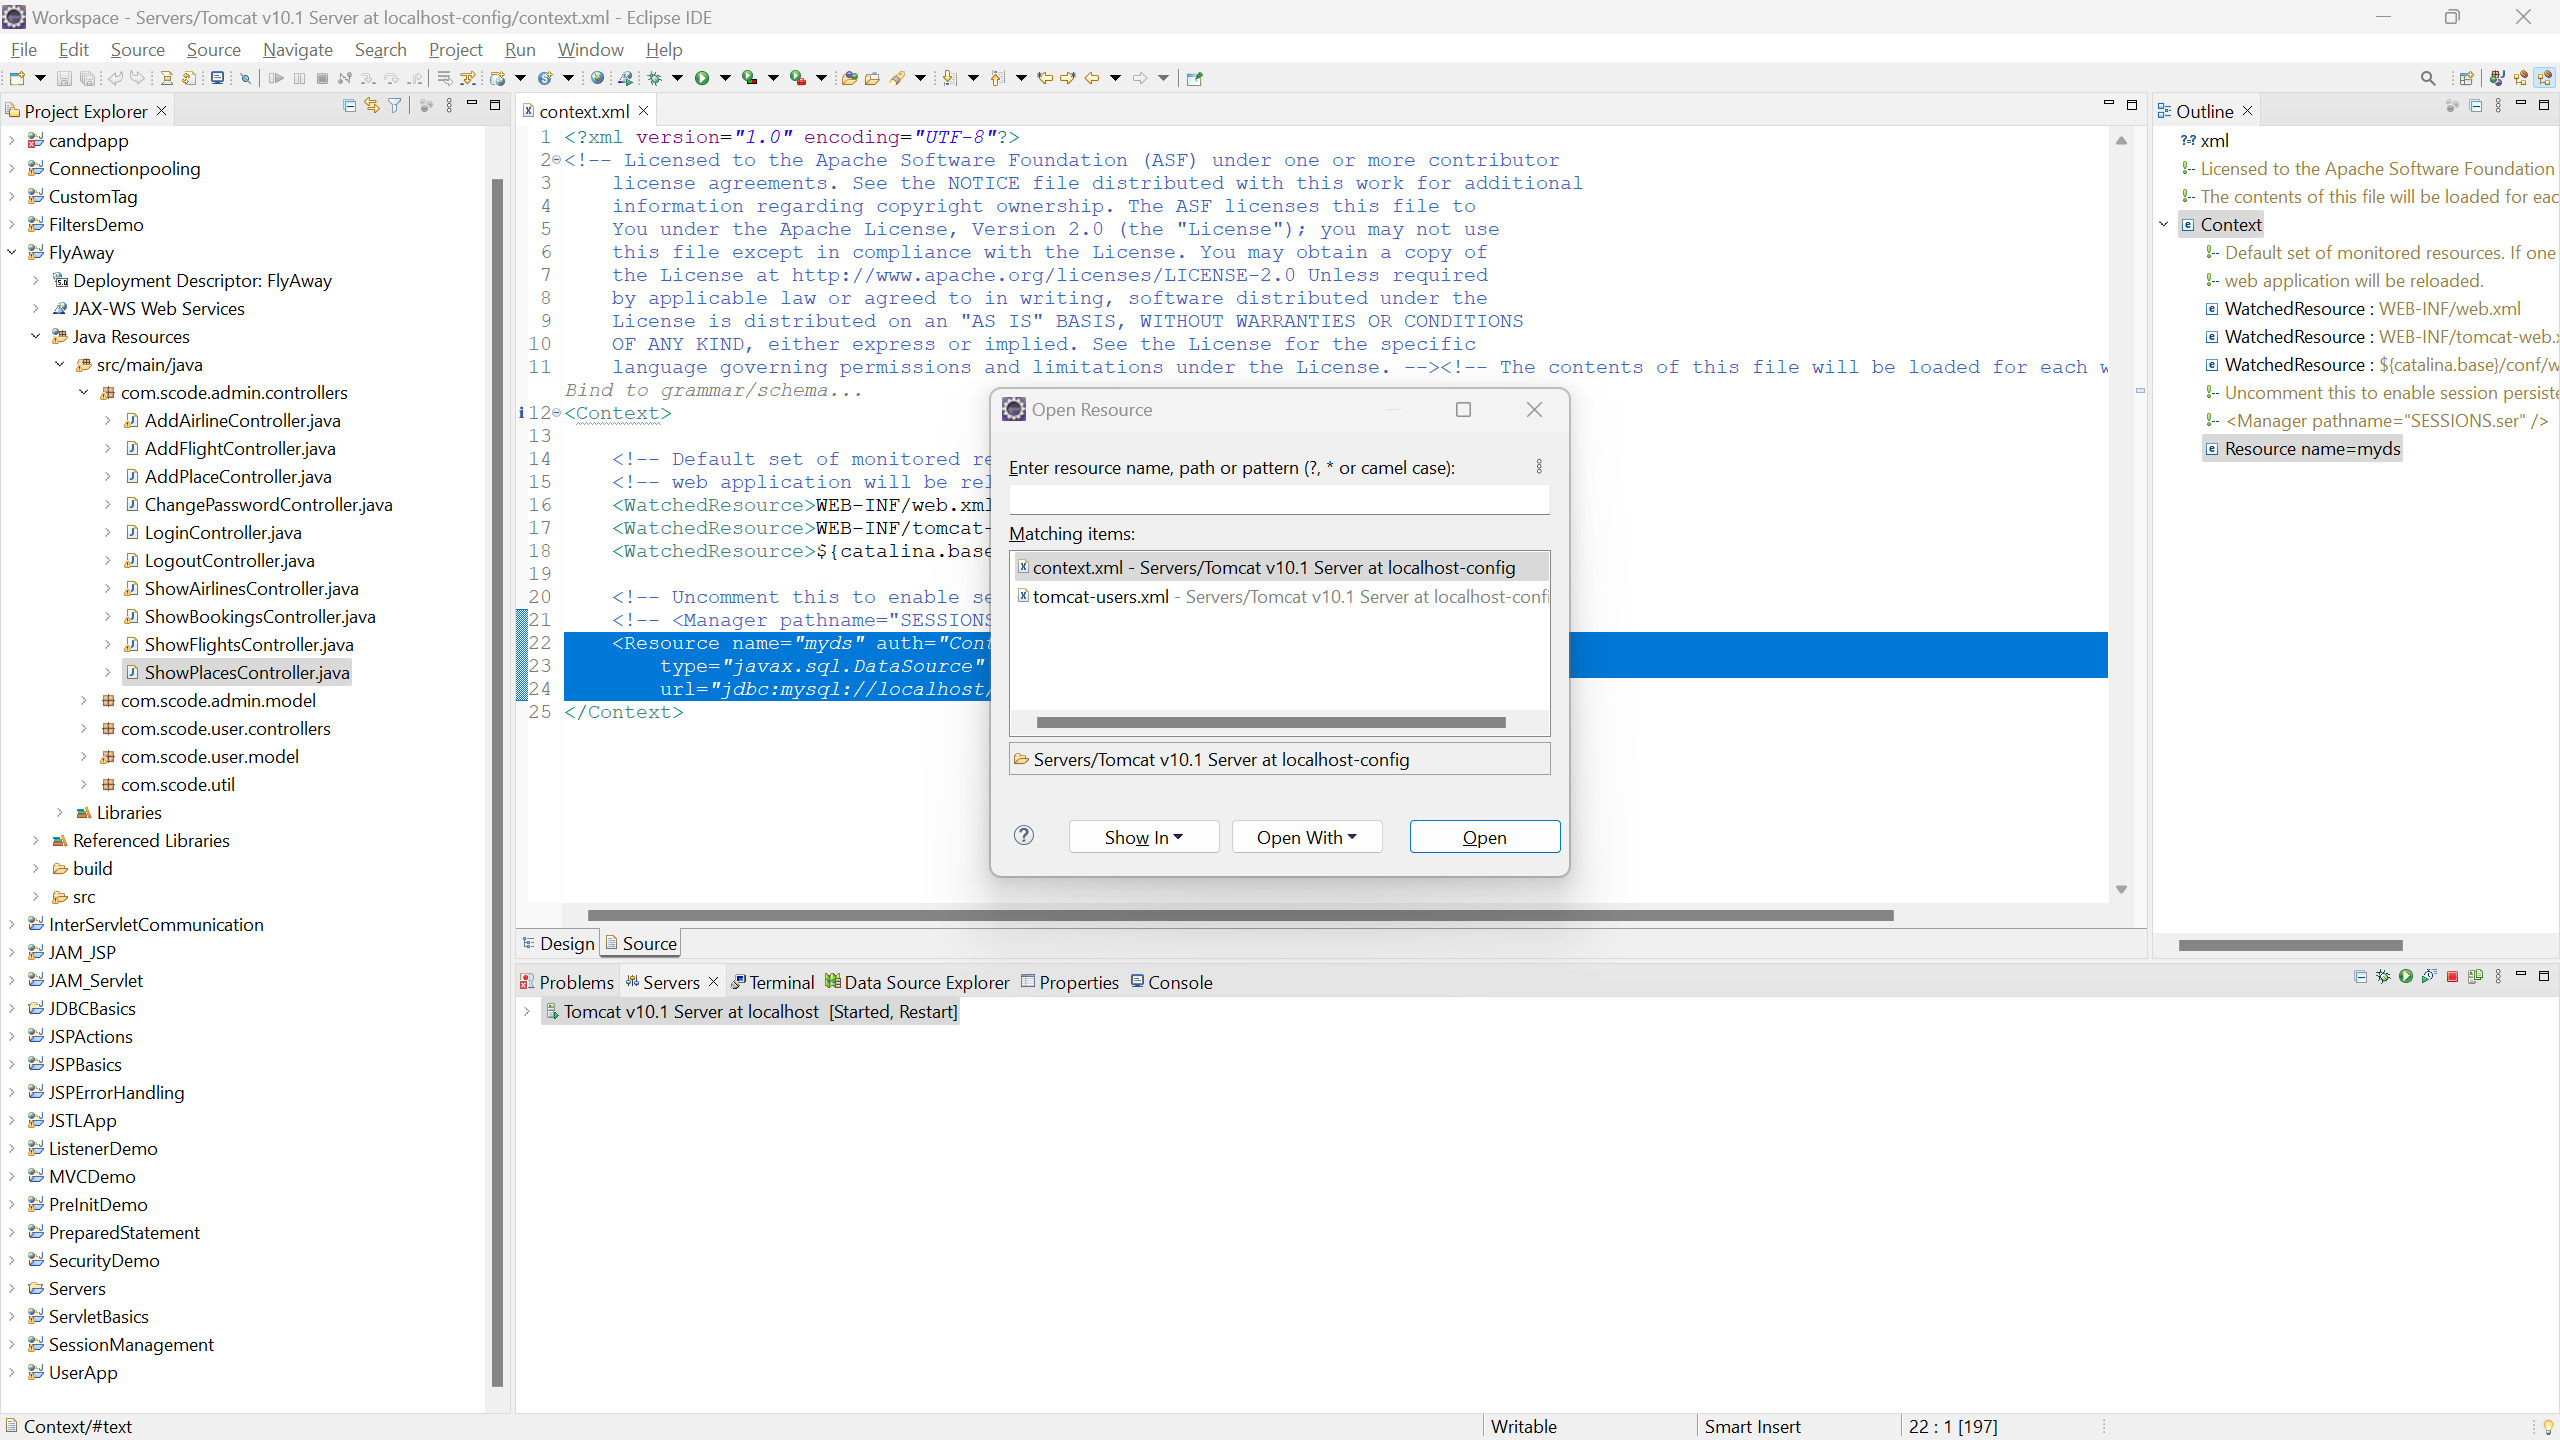 Workspace - Servers/Tomcat v10.1 Server at localhost-config/context.xml - Eclipse IDE
File Edit Source Source Navigate Search Project Run Window Help
Project Explorer
candpapp
Connectionpooling
CustomTag
FiltersDemo
FlyAway
Deployment Descriptor: FlyAway
JAX-WS Web Services
Java Resources
src/main/java
com.scode.admin.controllers
AddAirlineController.java
AddFlightController.java
AddPlaceController.java
ChangePasswordController.java
LoginController.java
LogoutController.java
ShowAirlinesController.java
ShowBookingsController.java
ShowFlightsController.java
ShowPlacesController.java
com.scode.admin.model
com.scode.user.controllers
com.scode.user.model
com.scode.util
Libraries
Referenced Libraries
build
src
InterServletCommunication
JAM_JSP
JAM_Servlet
JDBCBasics
JSPActions
JSPBasics
JSPErrorHandling
JSTLApp
ListenerDemo
MVCDemo
PreInitDemo
PreparedStatement
SecurityDemo
Servers
ServletBasics
SessionManagement
UserApp
context.xml
1 <?xml version="1.0" encoding="UTF-8"?>
2 <!-- Licensed to the Apache Software Foundation (ASF) under one or more contributor
3 license agreements. See the NOTICE file distributed with this work for additional
4 information regarding copyright ownership. The ASF licenses this file to
5 You under the Apache License, Version 2.0 (the "License"); you may not use
6 this file except in compliance with the License. You may obtain a copy of
7 the License at http://www.apache.org/licenses/LICENSE-2.0 Unless required
8 by applicable law or agreed to in writing, software distributed under the
9 License is distributed on an "AS IS" BASIS, WITHOUT WARRANTIES OR CONDITIONS
10 OF ANY KIND, either express or implied. See the License for the specific
11 language governing permissions and limitations under the License. --><!-- The contents of this file will be loaded for each w
Bind to grammar/schema...
12 <Context>
13
14 <!-- Default set of monitored re
15 <!-- web application will be rel
16 <WatchedResource>WEB-INF/web.xml
17 <WatchedResource>WEB-INF/tomcat-
18 <WatchedResource>${catalina.base
19
20 <!-- Uncomment this to enable se
21 <!-- <Manager pathname="SESSIONS
22 <Resource name="myds" auth="Cont
23 type="javax.sql.DataSource"
24 url="jdbc:mysql://localhost/
25 </Context>
Design Source
Open Resource
Enter resource name, path or pattern (?, * or camel case):
Matching items:
context.xml - Servers/Tomcat v10.1 Server at localhost-config
tomcat-users.xml - Servers/Tomcat v10.1 Server at localhost-confi
Servers/Tomcat v10.1 Server at localhost-config
Show In Open With Open
Outline
xml
Licensed to the Apache Software Foundation
The contents of this file will be loaded for eac
Context
Default set of monitored resources. If one
web application will be reloaded.
WatchedResource : WEB-INF/web.xml
WatchedResource : WEB-INF/tomcat-web.x
WatchedResource : ${catalina.base}/conf/w
Uncomment this to enable session persiste
<Manager pathname="SESSIONS.ser" />
Resource name=myds
Problems Servers Terminal Data Source Explorer Properties Console
Tomcat v10.1 Server at localhost [Started, Restart]
Context/#text Writable Smart Insert 22 : 1 [197]